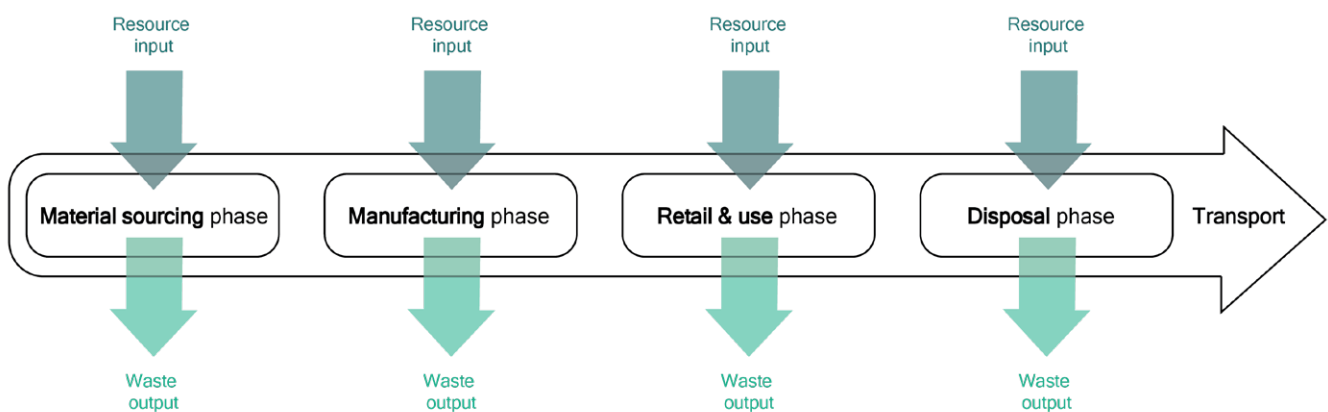 Resource
input
Resource
input
Resource
input
Resource
input
Material sourcing phase
Manufacturing phase
Retail & use phase
Disposal phase
Transport
Waste
output
Waste
output
Waste
output
Waste
output